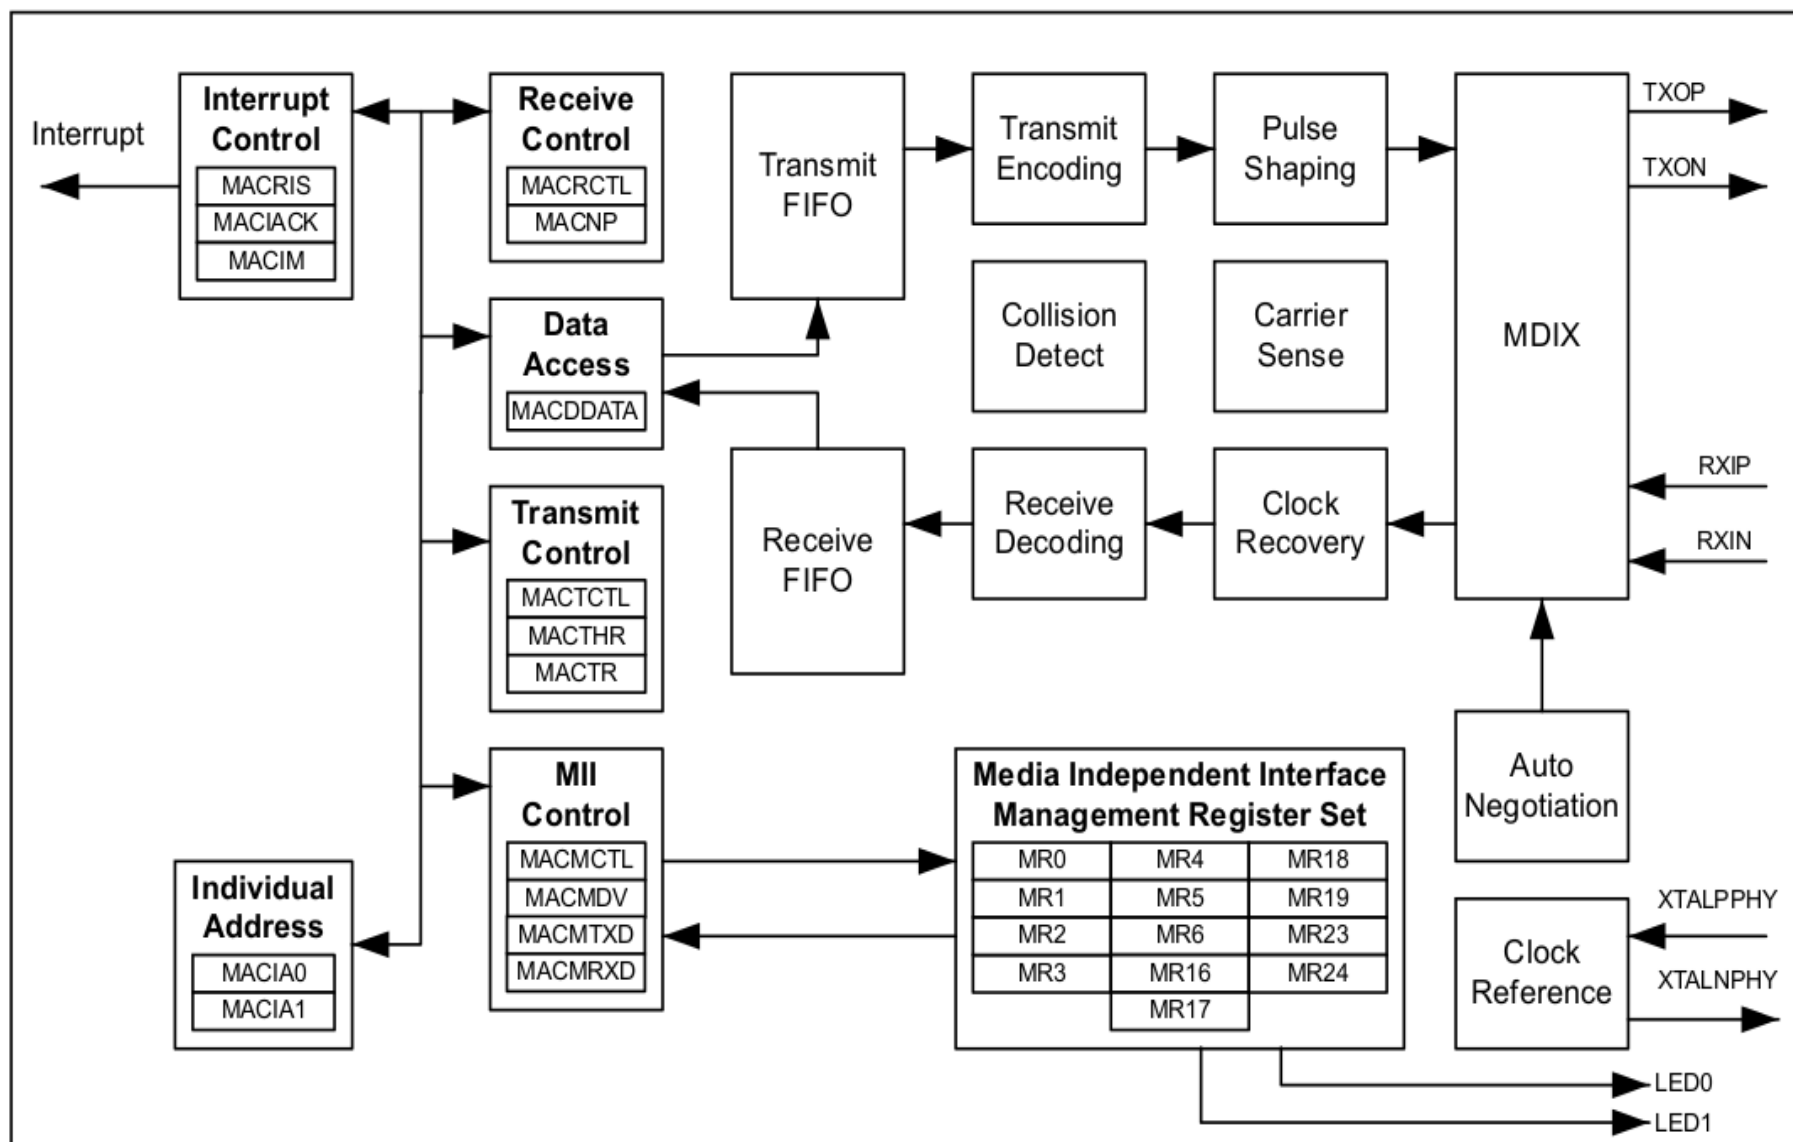 Interrupt
Interrupt
Control
MACRIS
MACIACK
MACIM
Receive
Control
MACRCTL
MACNP
Data
Access
MACDDATA
Transmit
Control
MACTCTL
MACTHR
MACTR
MII
Control
MACMCTL
MACMDV
MACMTXD
MACMRXD
Individual
Address
MACIA0
MACIA1
Transmit
FIFO
Transmit
Encoding
Pulse
Shaping
Collision
Detect
Carrier
Sense
MDIX
TXOP
TXON
RXIP
RXIN
Receive
FIFO
Receive
Decoding
Clock
Recovery
Media Independent Interface
Management Register Set
MR0 MR4 MR18
MR1 MR5 MR19
MR2 MR6 MR23
MR3 MR16 MR24
MR17
Auto
Negotiation
Clock
Reference
XTALPPHY
XTALNPHY
LED0
LED1